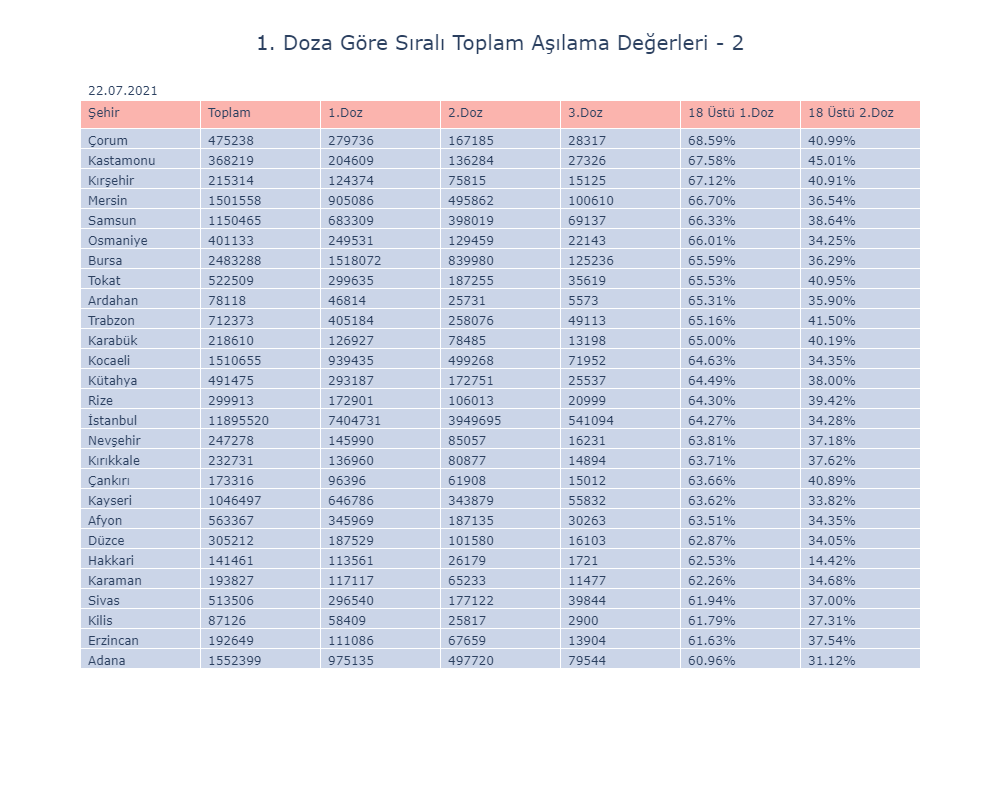 1. Doza Göre Sıralı Toplam Aşılama Değerleri - 2
22.07.2021
Şehir Toplam 1.Doz 2.Doz 3.Doz 18 Üstü 1.Doz 18 Üstü 2.Doz
Çorum 475238 279736 167185 28317 68.59% 40.99%
Kastamonu 368219 204609 136284 27326 67.58% 45.01%
Kırşehir 215314 124374 75815 15125 67.12% 40.91%
Mersin 1501558 905086 495862 100610 66.70% 36.54%
Samsun 1150465 683309 398019 69137 66.33% 38.64%
Osmaniye 401133 249531 129459 22143 66.01% 34.25%
Bursa 2483288 1518072 839980 125236 65.59% 36.29%
Tokat 522509 299635 187255 35619 65.53% 40.95%
Ardahan 78118 46814 25731 5573 65.31% 35.90%
Trabzon 712373 405184 258076 49113 65.16% 41.50%
Karabük 218610 126927 78485 13198 65.00% 40.19%
Kocaeli 1510655 939435 499268 71952 64.63% 34.35%
Kütahya 491475 293187 172751 25537 64.49% 38.00%
Rize 299913 172901 106013 20999 64.30% 39.42%
İstanbul 11895520 7404731 3949695 541094 64.27% 34.28%
Nevşehir 247278 145990 85057 16231 63.81% 37.18%
Kırıkkale 232731 136960 80877 14894 63.71% 37.62%
Çankırı 173316 96396 61908 15012 63.66% 40.89%
Kayseri 1046497 646786 343879 55832 63.62% 33.82%
Afyon 563367 345969 187135 30263 63.51% 34.35%
Düzce 305212 187529 101580 16103 62.87% 34.05%
Hakkari 141461 113561 26179 1721 62.53% 14.42%
Karaman 193827 117117 65233 11477 62.26% 34.68%
Sivas 513506 296540 177122 39844 61.94% 37.00%
Kilis 87126 58409 25817 2900 61.79% 27.31%
Erzincan 192649 111086 67659 13904 61.63% 37.54%
Adana 1552399 975135 497720 79544 60.96% 31.12%